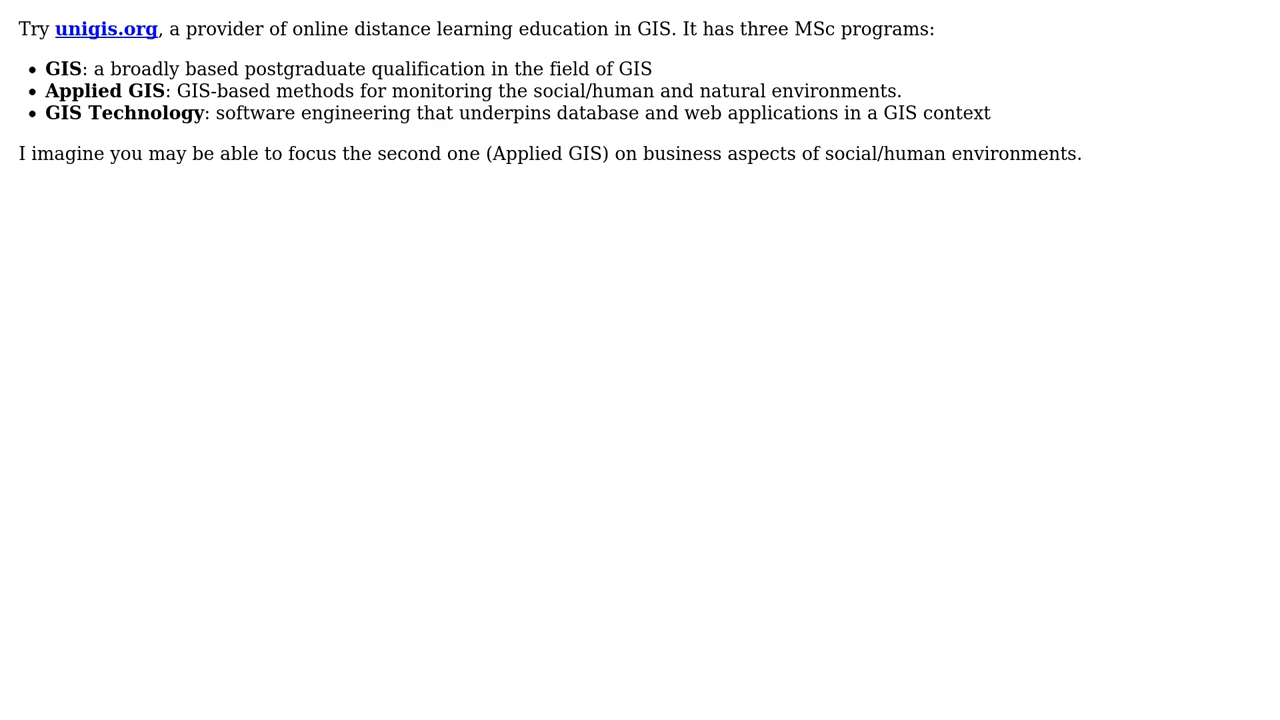 Try unigis.org, a provider of online distance learning education in GIS. It has three MSc programs:
• GIS: a broadly based postgraduate qualification in the field of GIS
• Applied GIS: GIS-based methods for monitoring the social/human and natural environments.
• GIS Technology: software engineering that underpins database and web applications in a GIS context
I imagine you may be able to focus the second one (Applied GIS) on business aspects of social/human environments.